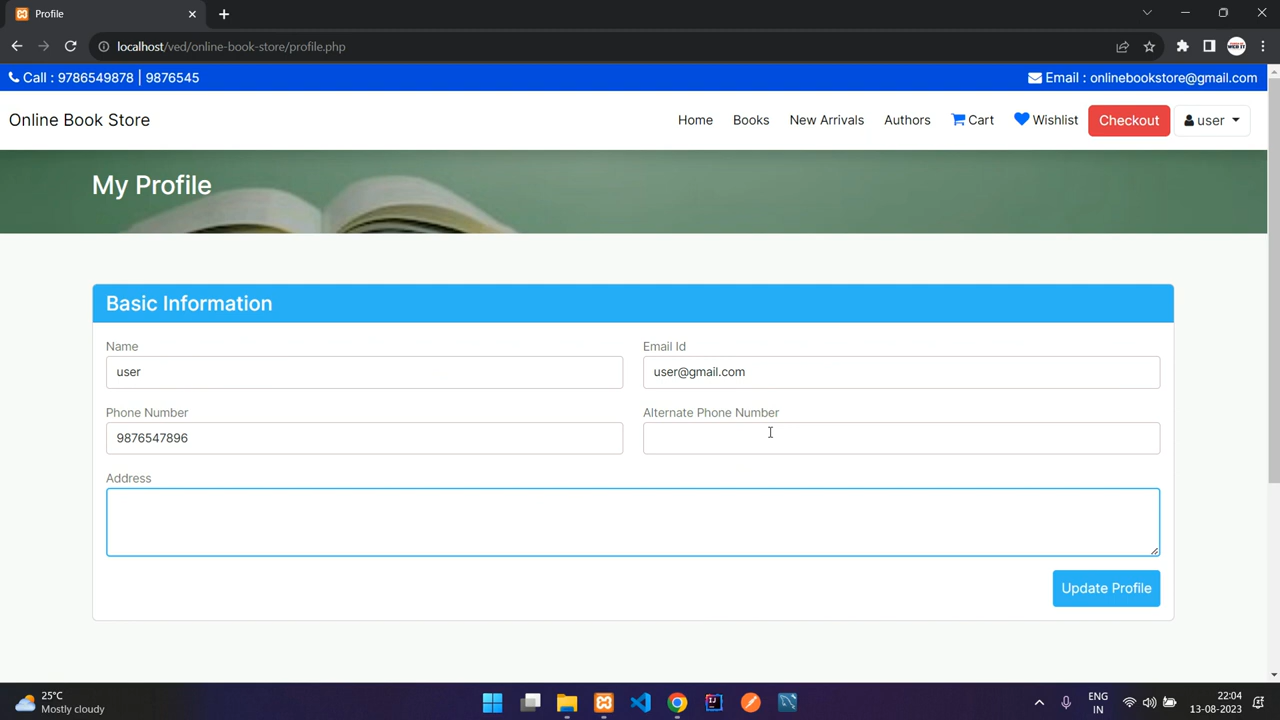 Profile
localhost/ved/online-book-store/profile.php
Call : 9786549878 | 9876545
Email : onlinebookstore@gmail.com
Online Book Store
Home
Books
New Arrivals
Authors
Cart
Wishlist
Checkout
user
My Profile
Basic Information
Name
Email Id
user
user@gmail.com
Phone Number
Alternate Phone Number
9876547896
Address
Update Profile
25°C
Mostly cloudy
ENG
IN
22:04
13-08-2023